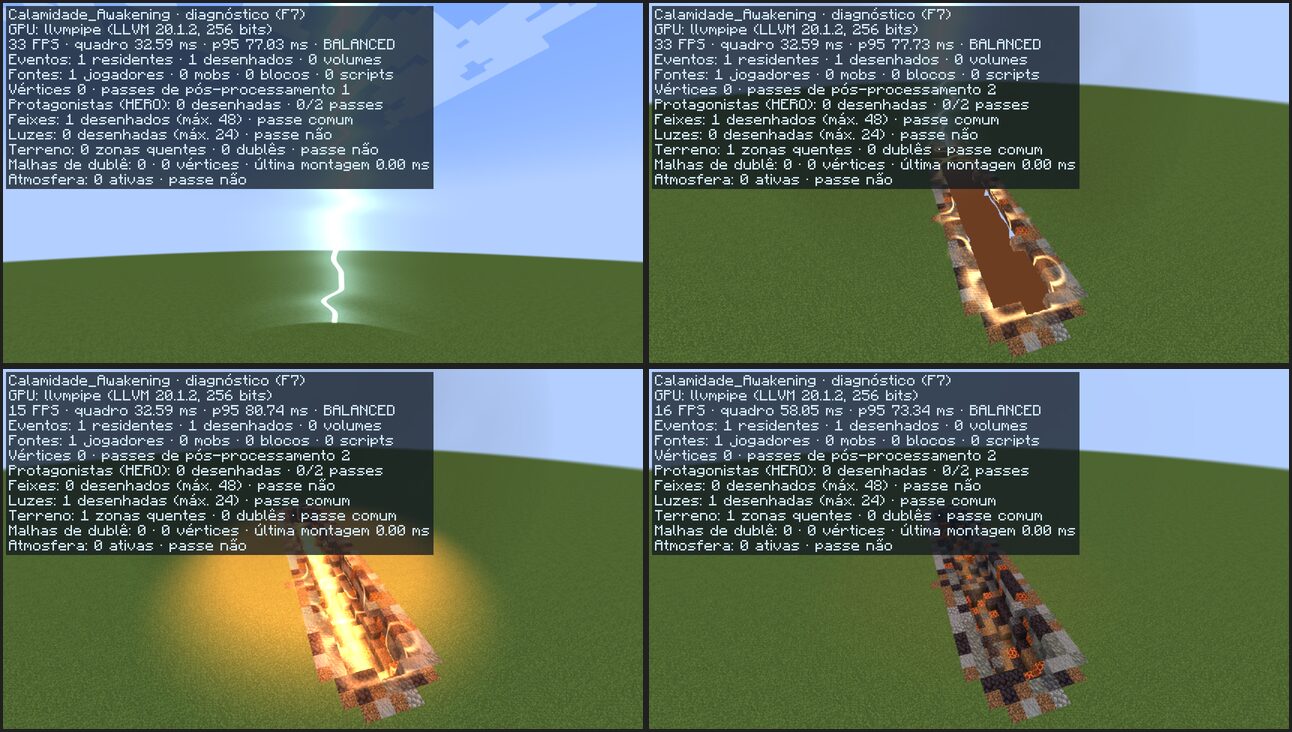 Calamidade_Awakening · diagnóstico (F7)
GPU: llvmpipe (LLVM 20.1.2, 256 bits)
33 FPS · quadro 32.59 ms · p95 77.03 ms · BALANCED
Eventos: 1 residentes · 1 desenhados · 0 volumes
Fontes: 1 jogadores · 0 mobs · 0 blocos · 0 scripts
Vértices 0 · passes de pós-processamento 1
Protagonistas (HERO): 0 desenhadas · 0/2 passes
Feixes: 1 desenhados (máx. 48) · passe comum
Luzes: 0 desenhadas (máx. 24) · passe não
Terreno: 0 zonas quentes · 0 dublês · passe não
Malhas de dublê: 0 · 0 vértices · última montagem 0.00 ms
Atmosfera: 0 ativas · passe não
Calamidade_Awakening · diagnóstico (F7)
GPU: llvmpipe (LLVM 20.1.2, 256 bits)
33 FPS · quadro 32.59 ms · p95 77.73 ms · BALANCED
Eventos: 1 residentes · 1 desenhados · 0 volumes
Fontes: 1 jogadores · 0 mobs · 0 blocos · 0 scripts
Vértices 0 · passes de pós-processamento 2
Protagonistas (HERO): 0 desenhadas · 0/2 passes
Feixes: 1 desenhados (máx. 48) · passe comum
Luzes: 0 desenhadas (máx. 24) · passe não
Terreno: 1 zonas quentes · 0 dublês · passe comum
Malhas de dublê: 0 · 0 vértices · última montagem 0.00 ms
Atmosfera: 0 ativas · passe não
Calamidade_Awakening · diagnóstico (F7)
GPU: llvmpipe (LLVM 20.1.2, 256 bits)
15 FPS · quadro 32.59 ms · p95 80.74 ms · BALANCED
Eventos: 1 residentes · 1 desenhados · 0 volumes
Fontes: 1 jogadores · 0 mobs · 0 blocos · 0 scripts
Vértices 0 · passes de pós-processamento 2
Protagonistas (HERO): 0 desenhadas · 0/2 passes
Feixes: 0 desenhados (máx. 48) · passe não
Luzes: 1 desenhadas (máx. 24) · passe comum
Terreno: 1 zonas quentes · 0 dublês · passe comum
Malhas de dublê: 0 · 0 vértices · última montagem 0.00 ms
Atmosfera: 0 ativas · passe não
Calamidade_Awakening · diagnóstico (F7)
GPU: llvmpipe (LLVM 20.1.2, 256 bits)
16 FPS · quadro 58.05 ms · p95 73.34 ms · BALANCED
Eventos: 1 residentes · 1 desenhados · 0 volumes
Fontes: 1 jogadores · 0 mobs · 0 blocos · 0 scripts
Vértices 0 · passes de pós-processamento 2
Protagonistas (HERO): 0 desenhadas · 0/2 passes
Feixes: 0 desenhados (máx. 48) · passe não
Luzes: 1 desenhadas (máx. 24) · passe comum
Terreno: 1 zonas quentes · 0 dublês · passe comum
Malhas de dublê: 0 · 0 vértices · última montagem 0.00 ms
Atmosfera: 0 ativas · passe não